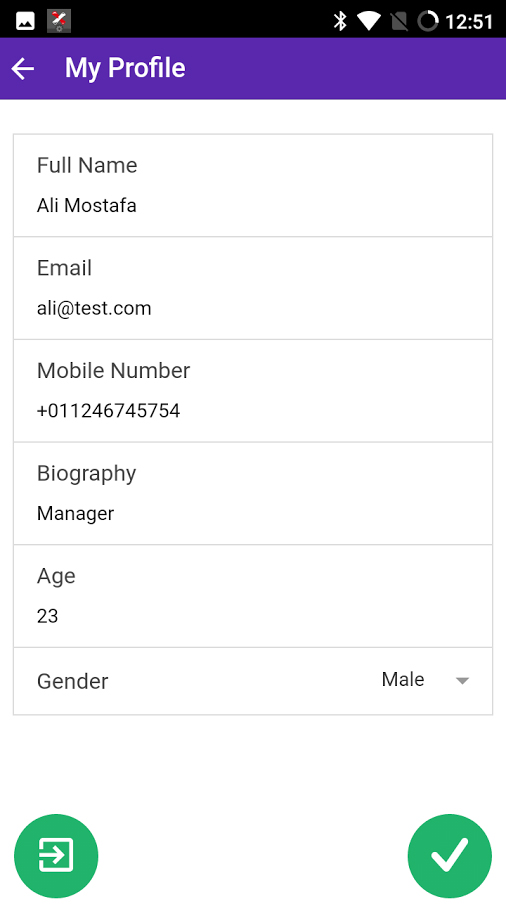 12:51
My Profile
Full Name
Ali Mostafa
Email
ali@test.com
Mobile Number
+011246745754
Biography
Manager
Age
23
Gender Male